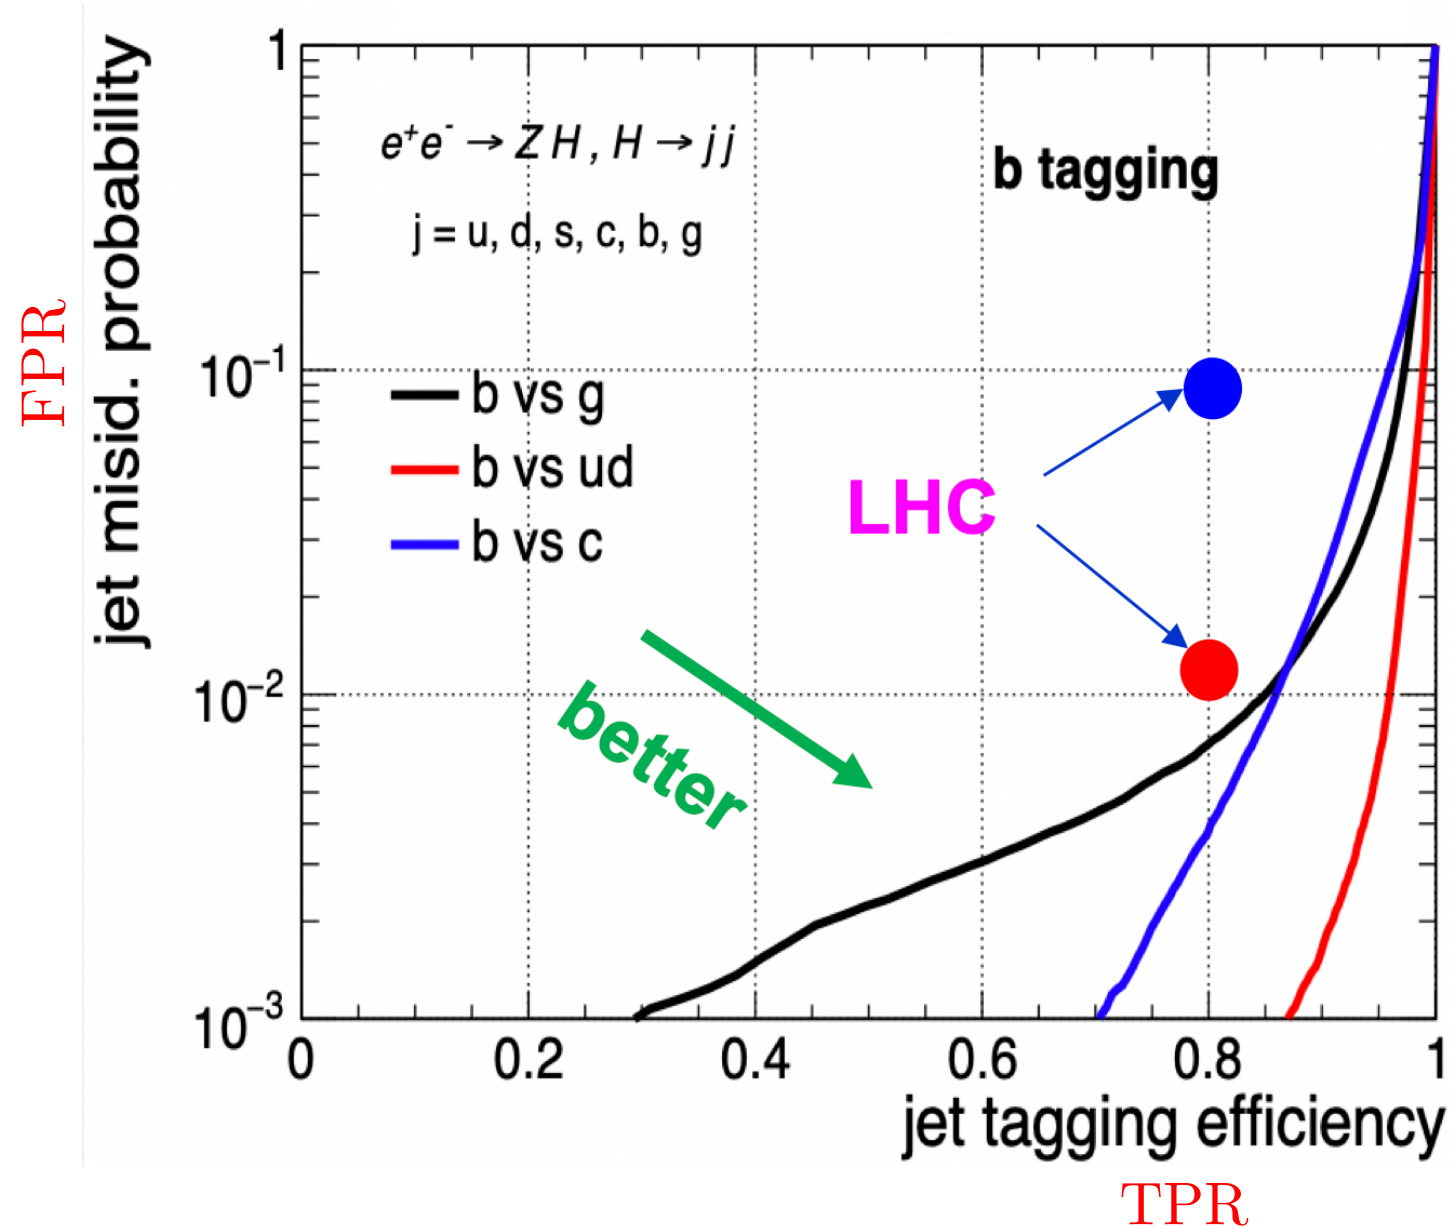 FPR
jet misid. probability
1
10⁻¹
10⁻²
10⁻³
e⁺e⁻ → Z H , H → j j
j = u, d, s, c, b, g
b tagging
b vs g
b vs ud
b vs c
LHC
better
0 0.2 0.4 0.6 0.8 1
jet tagging efficiency
TPR